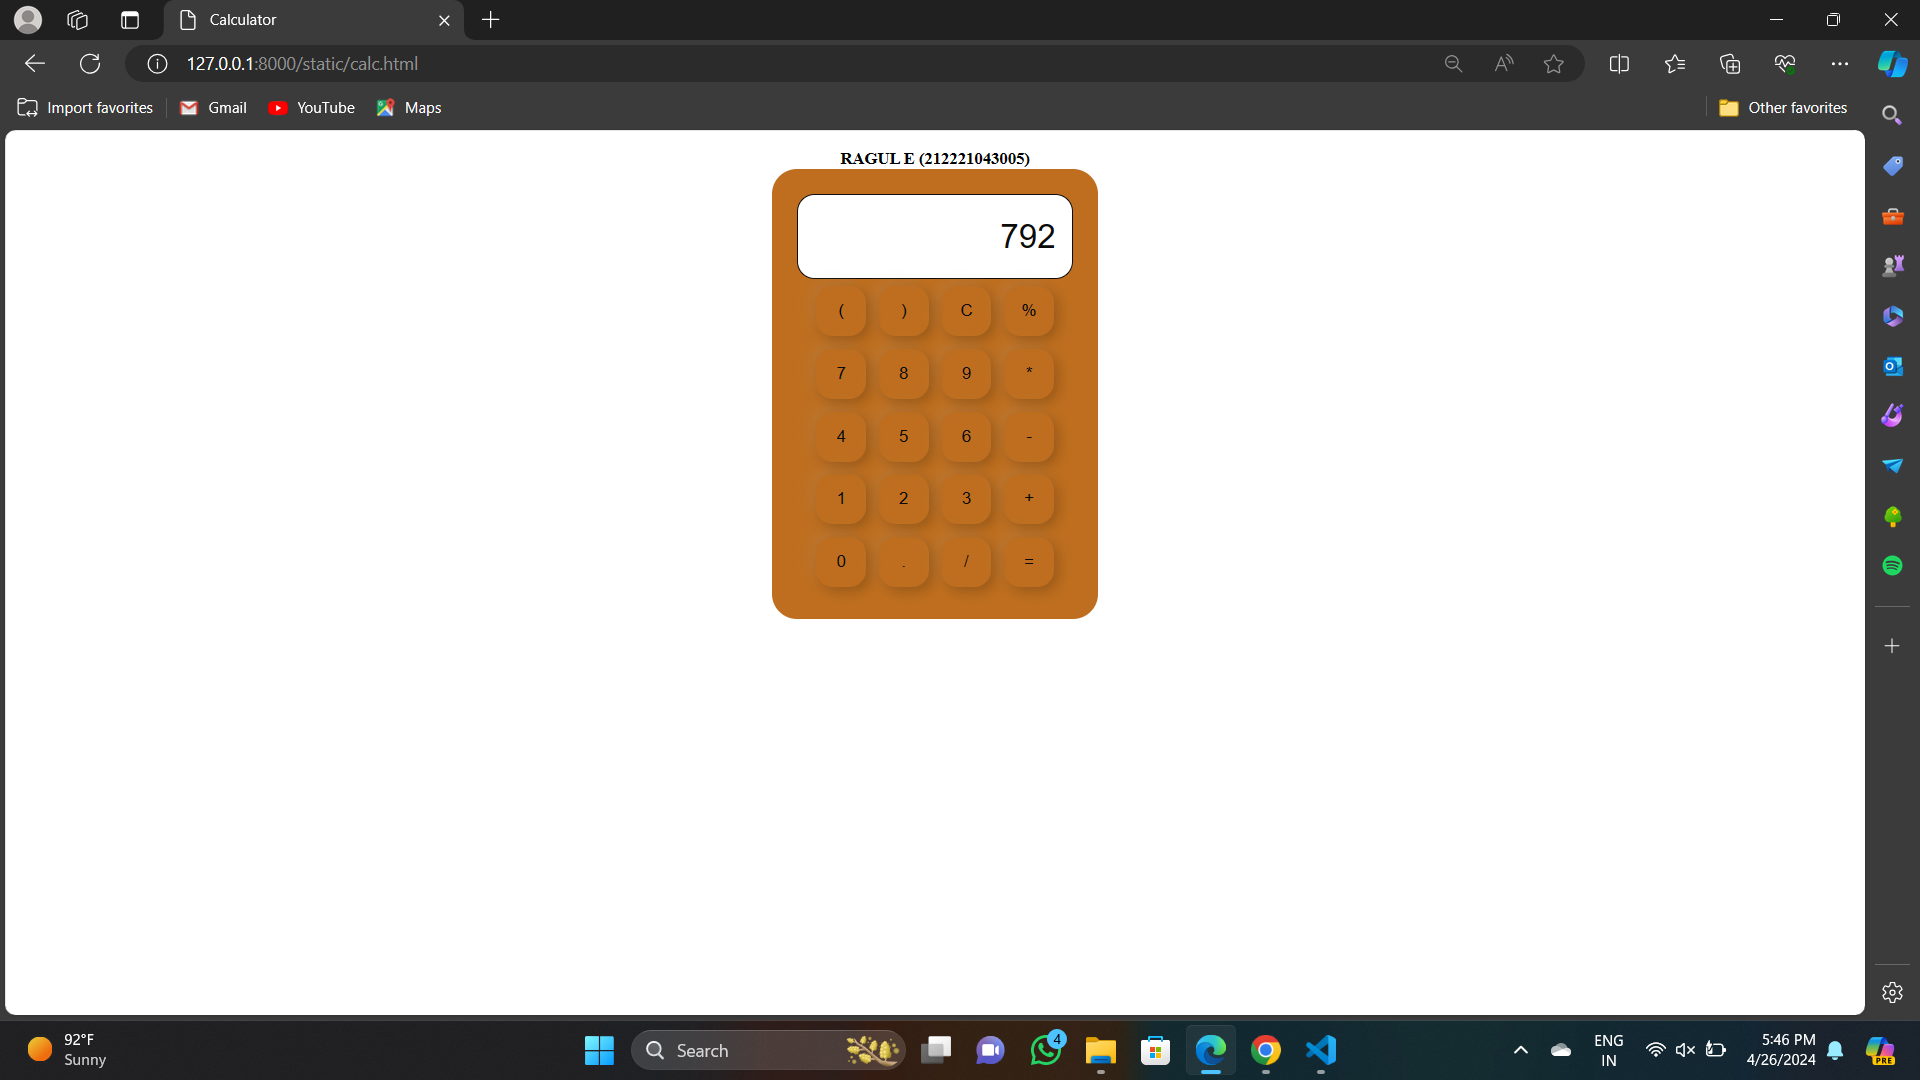 Calculator
127.0.0.1:8000/static/calc.html
Import favorites Gmail YouTube Maps Other favorites
RAGUL E (212221043005)
792
( ) C %
7 8 9 *
4 5 6 -
1 2 3 +
0 . / =
92°F
Sunny
Search
4
ENG
IN
5:46 PM
4/26/2024
PRE